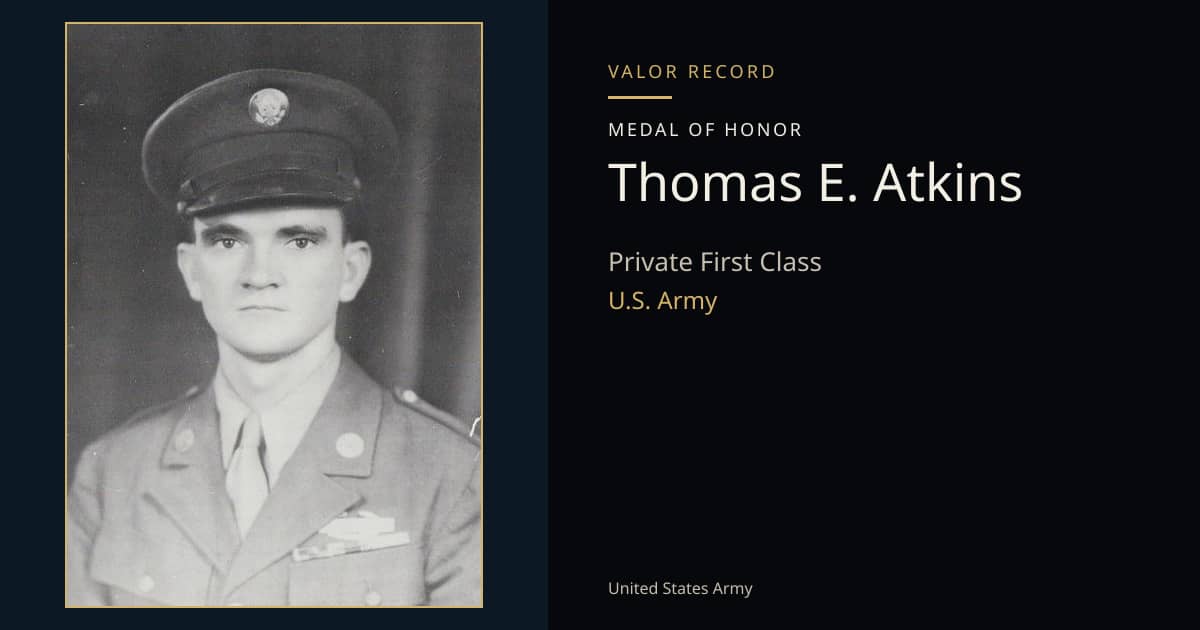 VALOR RECORD
MEDAL OF HONOR
Thomas E. Atkins
Private First Class
U.S. Army
United States Army